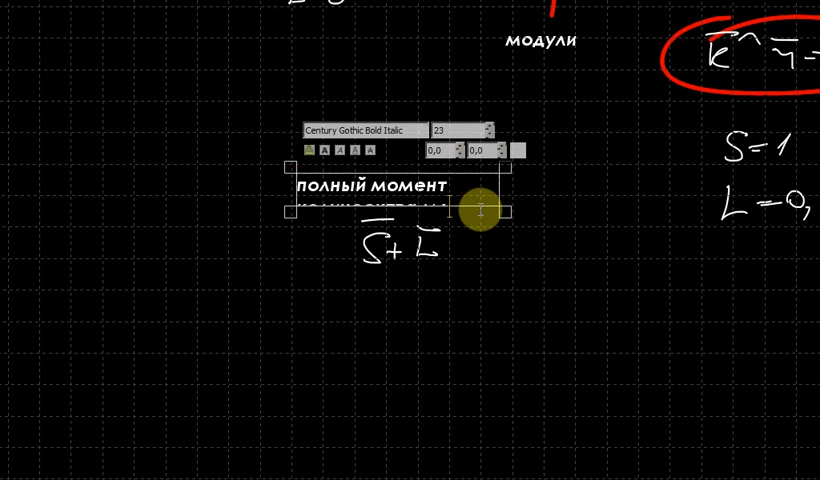 модули
k^η=
Century Gothic Bold Italic 23
A A A A A 0,0 0,0
S=1
полный момент
L=0,
S+L